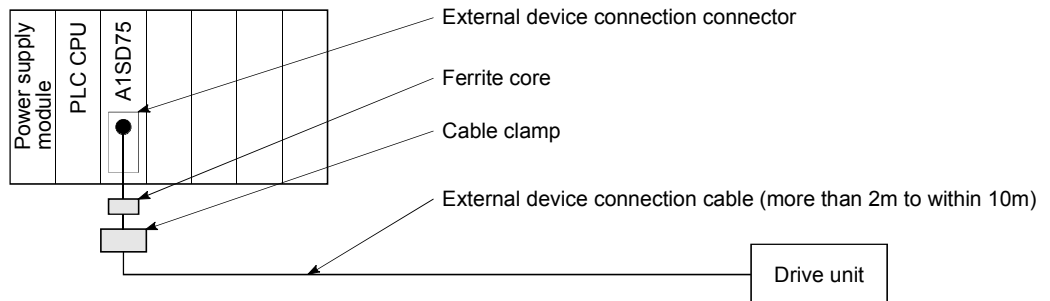 External device connection connector
Power supply
module
PLC CPU
A1SD75
Ferrite core
Cable clamp
External device connection cable (more than 2m to within 10m)
Drive unit